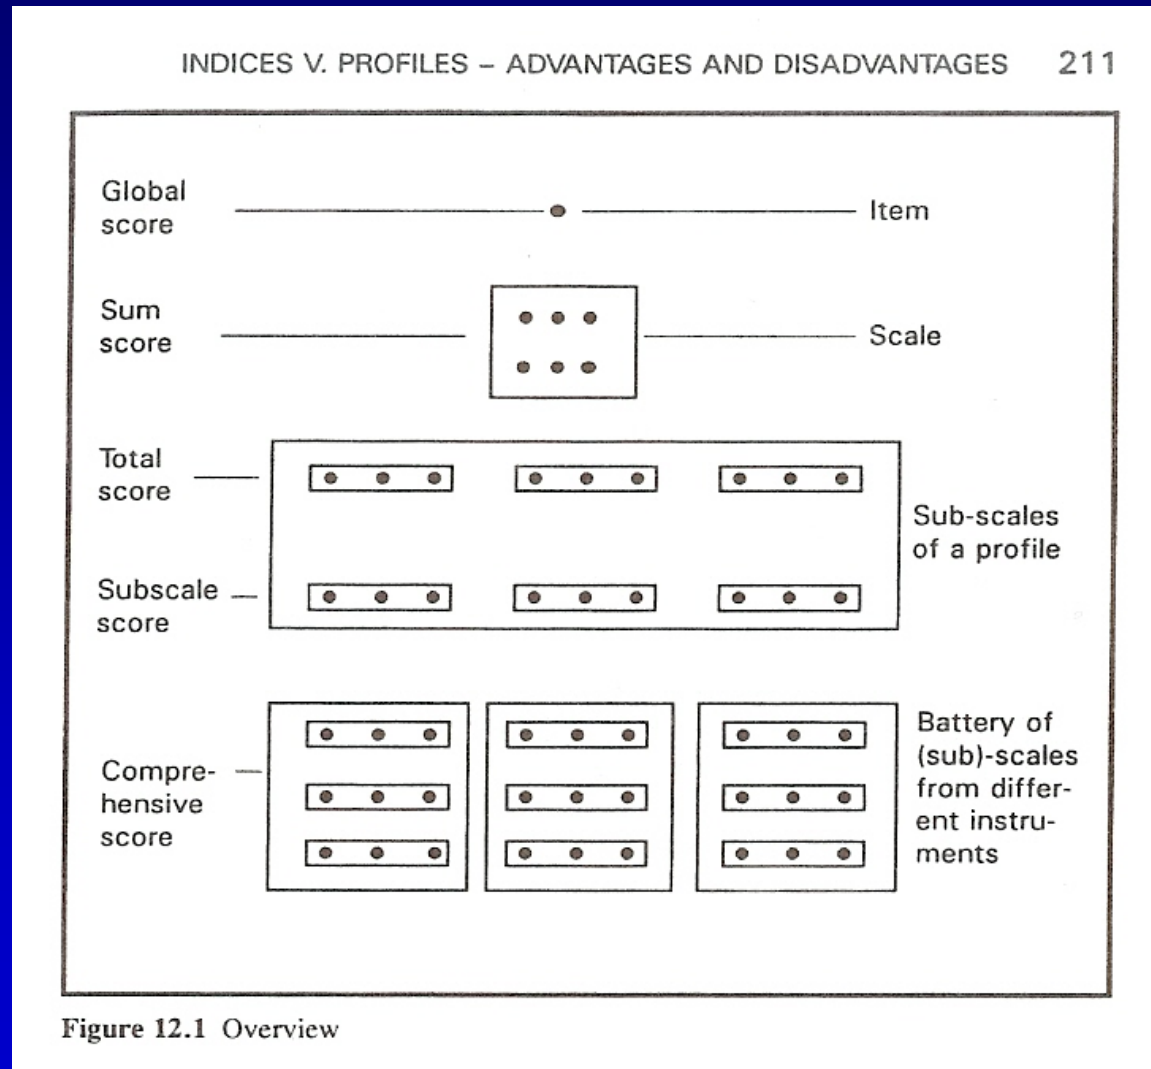 INDICES V. PROFILES – ADVANTAGES AND DISADVANTAGES 211
Global
score
Item
Sum
score
Scale
Total
score
Sub-scales
of a profile
Subscale
score
Compre-
hensive
score
Battery of
(sub)-scales
from differ-
ent instru-
ments
Figure 12.1 Overview